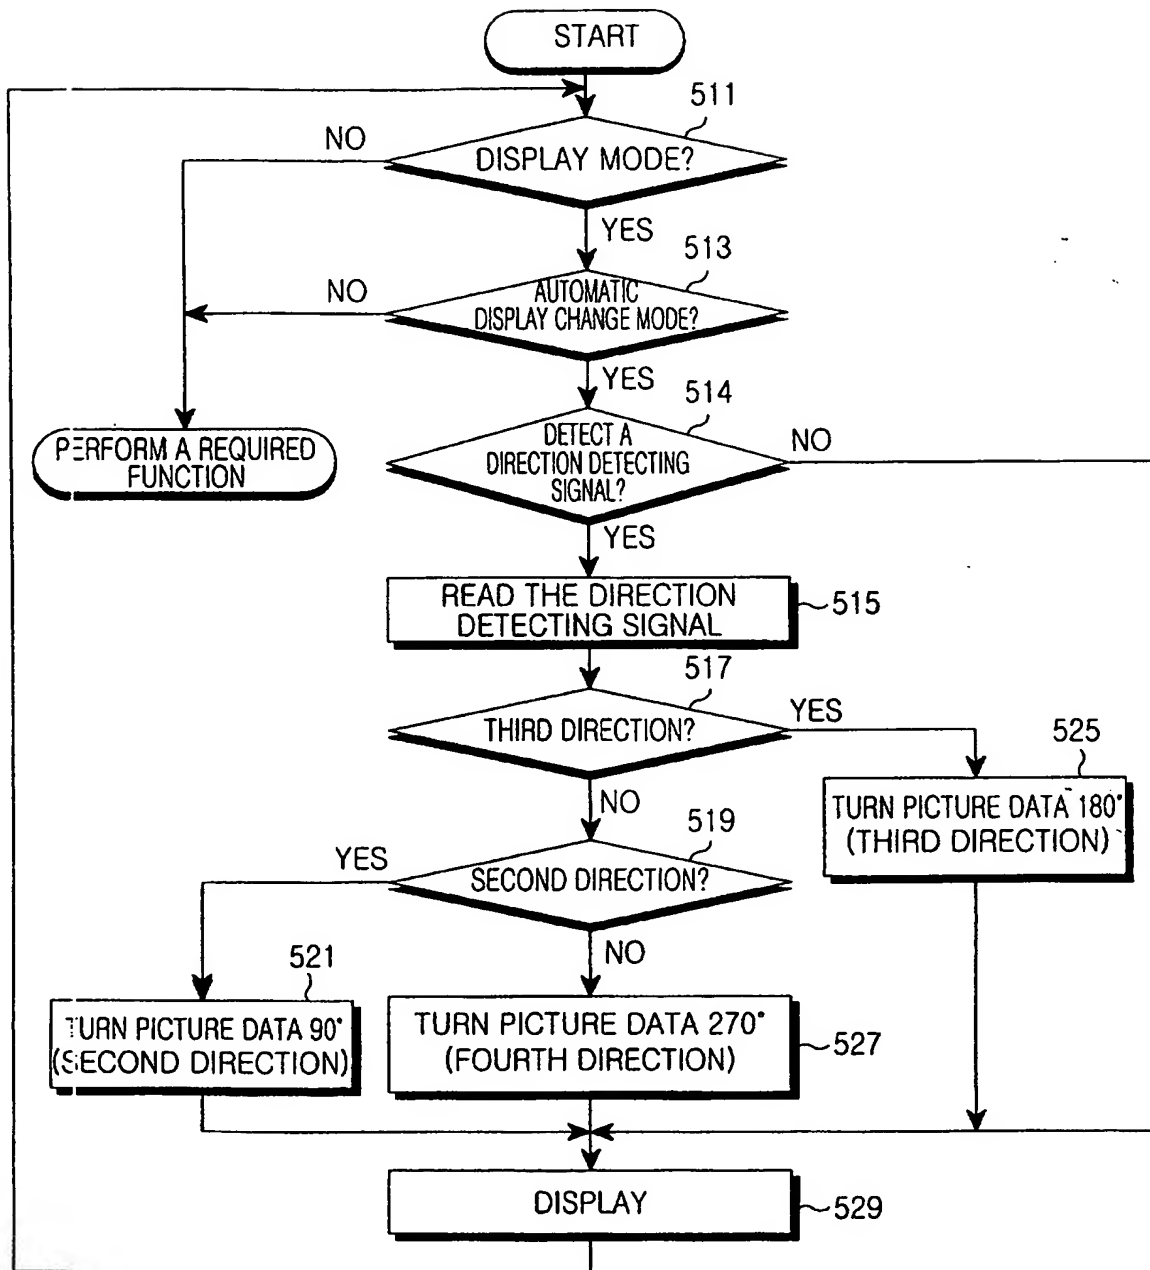 START
511
NO
DISPLAY MODE?
YES
513
NO
AUTOMATIC
DISPLAY CHANGE MODE?
YES
514
PERFORM A REQUIRED
FUNCTION
DETECT A
DIRECTION DETECTING
SIGNAL?
NO
YES
READ THE DIRECTION
DETECTING SIGNAL
515
517
THIRD DIRECTION?
YES
NO
525
TURN PICTURE DATA 180°
(THIRD DIRECTION)
519
YES
SECOND DIRECTION?
NO
521
TURN PICTURE DATA 90°
(SECOND DIRECTION)
TURN PICTURE DATA 270°
(FOURTH DIRECTION)
527
DISPLAY
529